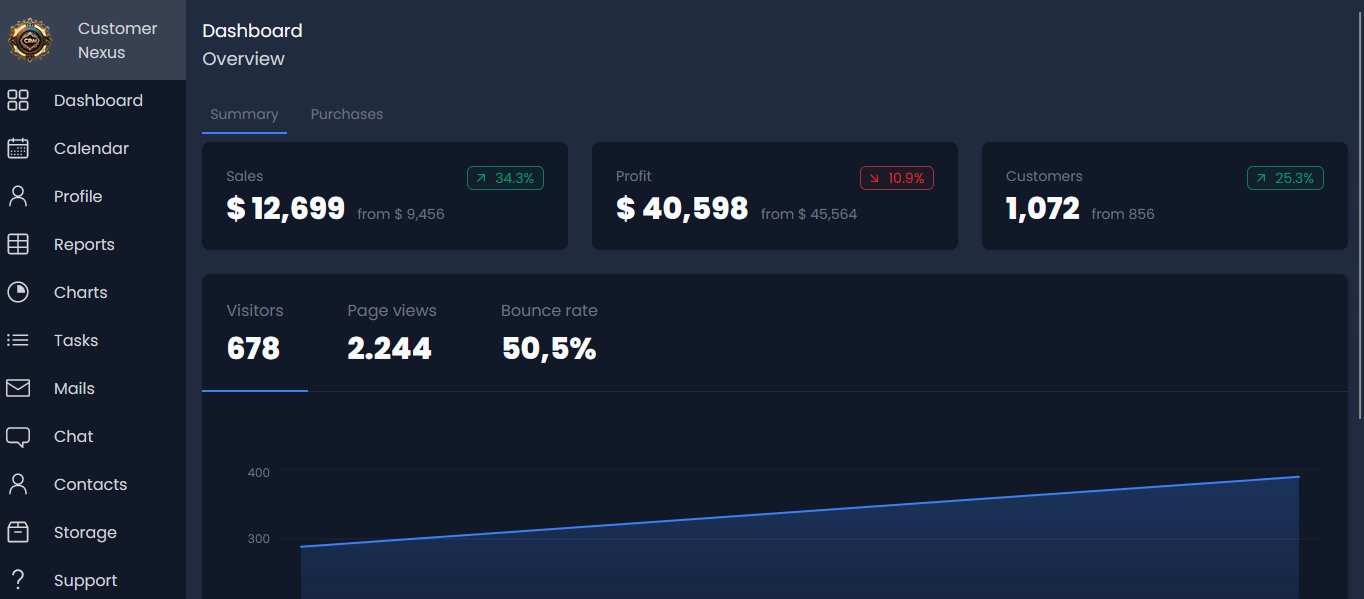 CRM
Customer
Nexus
Dashboard
Calendar
Profile
Reports
Charts
Tasks
Mails
Chat
Contacts
Storage
Support
Dashboard
Overview
Summary Purchases
Sales 34.3%
$ 12,699 from $ 9,456
Profit 10.9%
$ 40,598 from $ 45,564
Customers 25.3%
1,072 from 856
Visitors Page views Bounce rate
678 2.244 50,5%
400
300